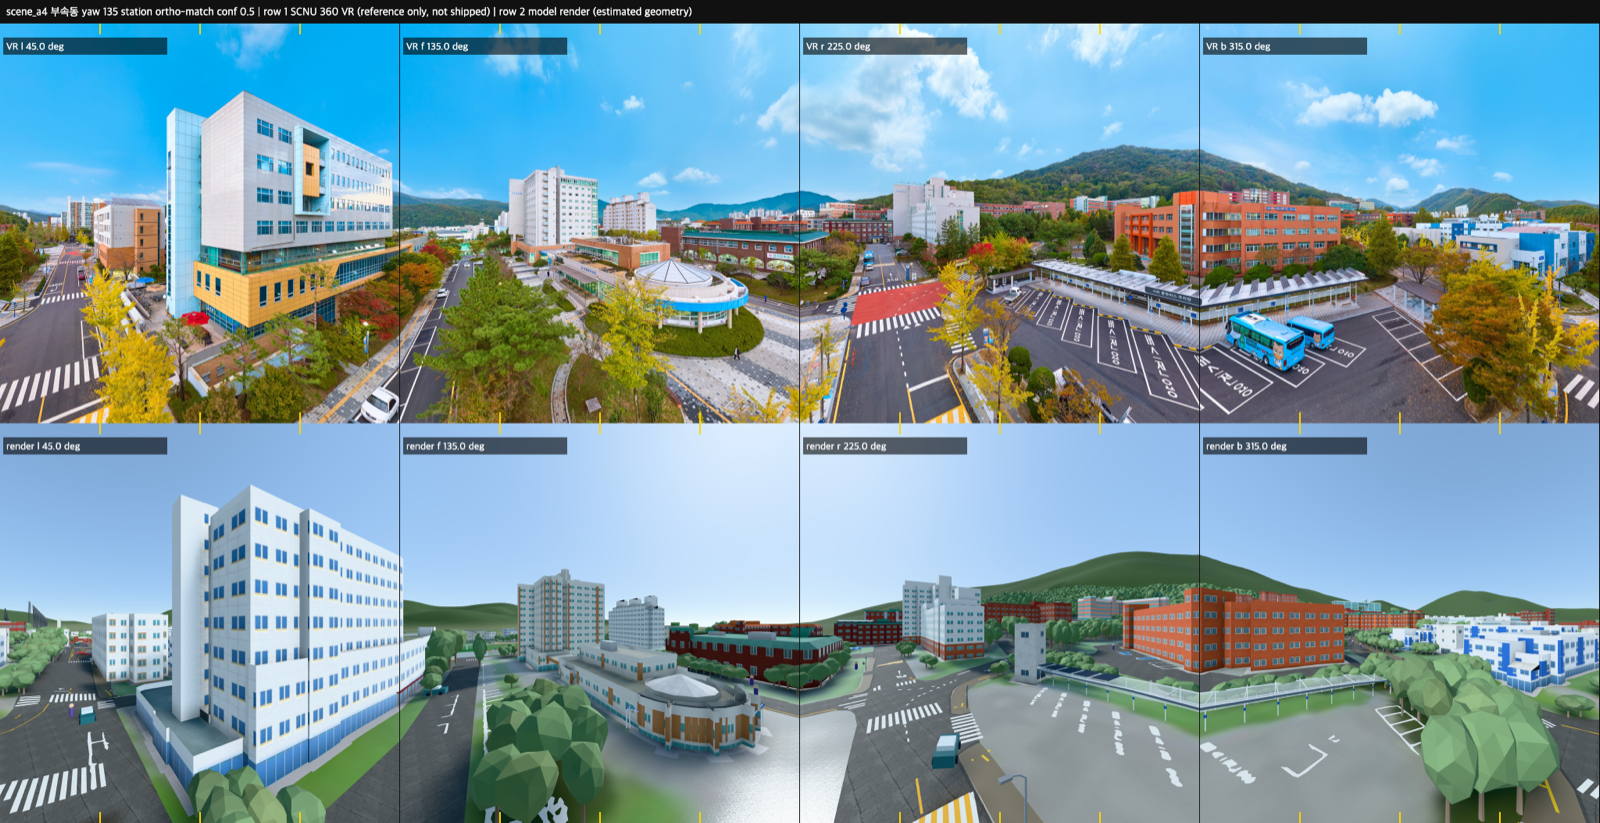 scene_a4 부속동 yaw 135 station ortho-match conf 0.5 | row 1 SCNU 360 VR (reference only, not shipped) | row 2 model render (estimated geometry)
VR l 45.0 deg
VR f 135.0 deg
VR r 225.0 deg
VR b 315.0 deg
render l 45.0 deg
render f 135.0 deg
render r 225.0 deg
render b 315.0 deg